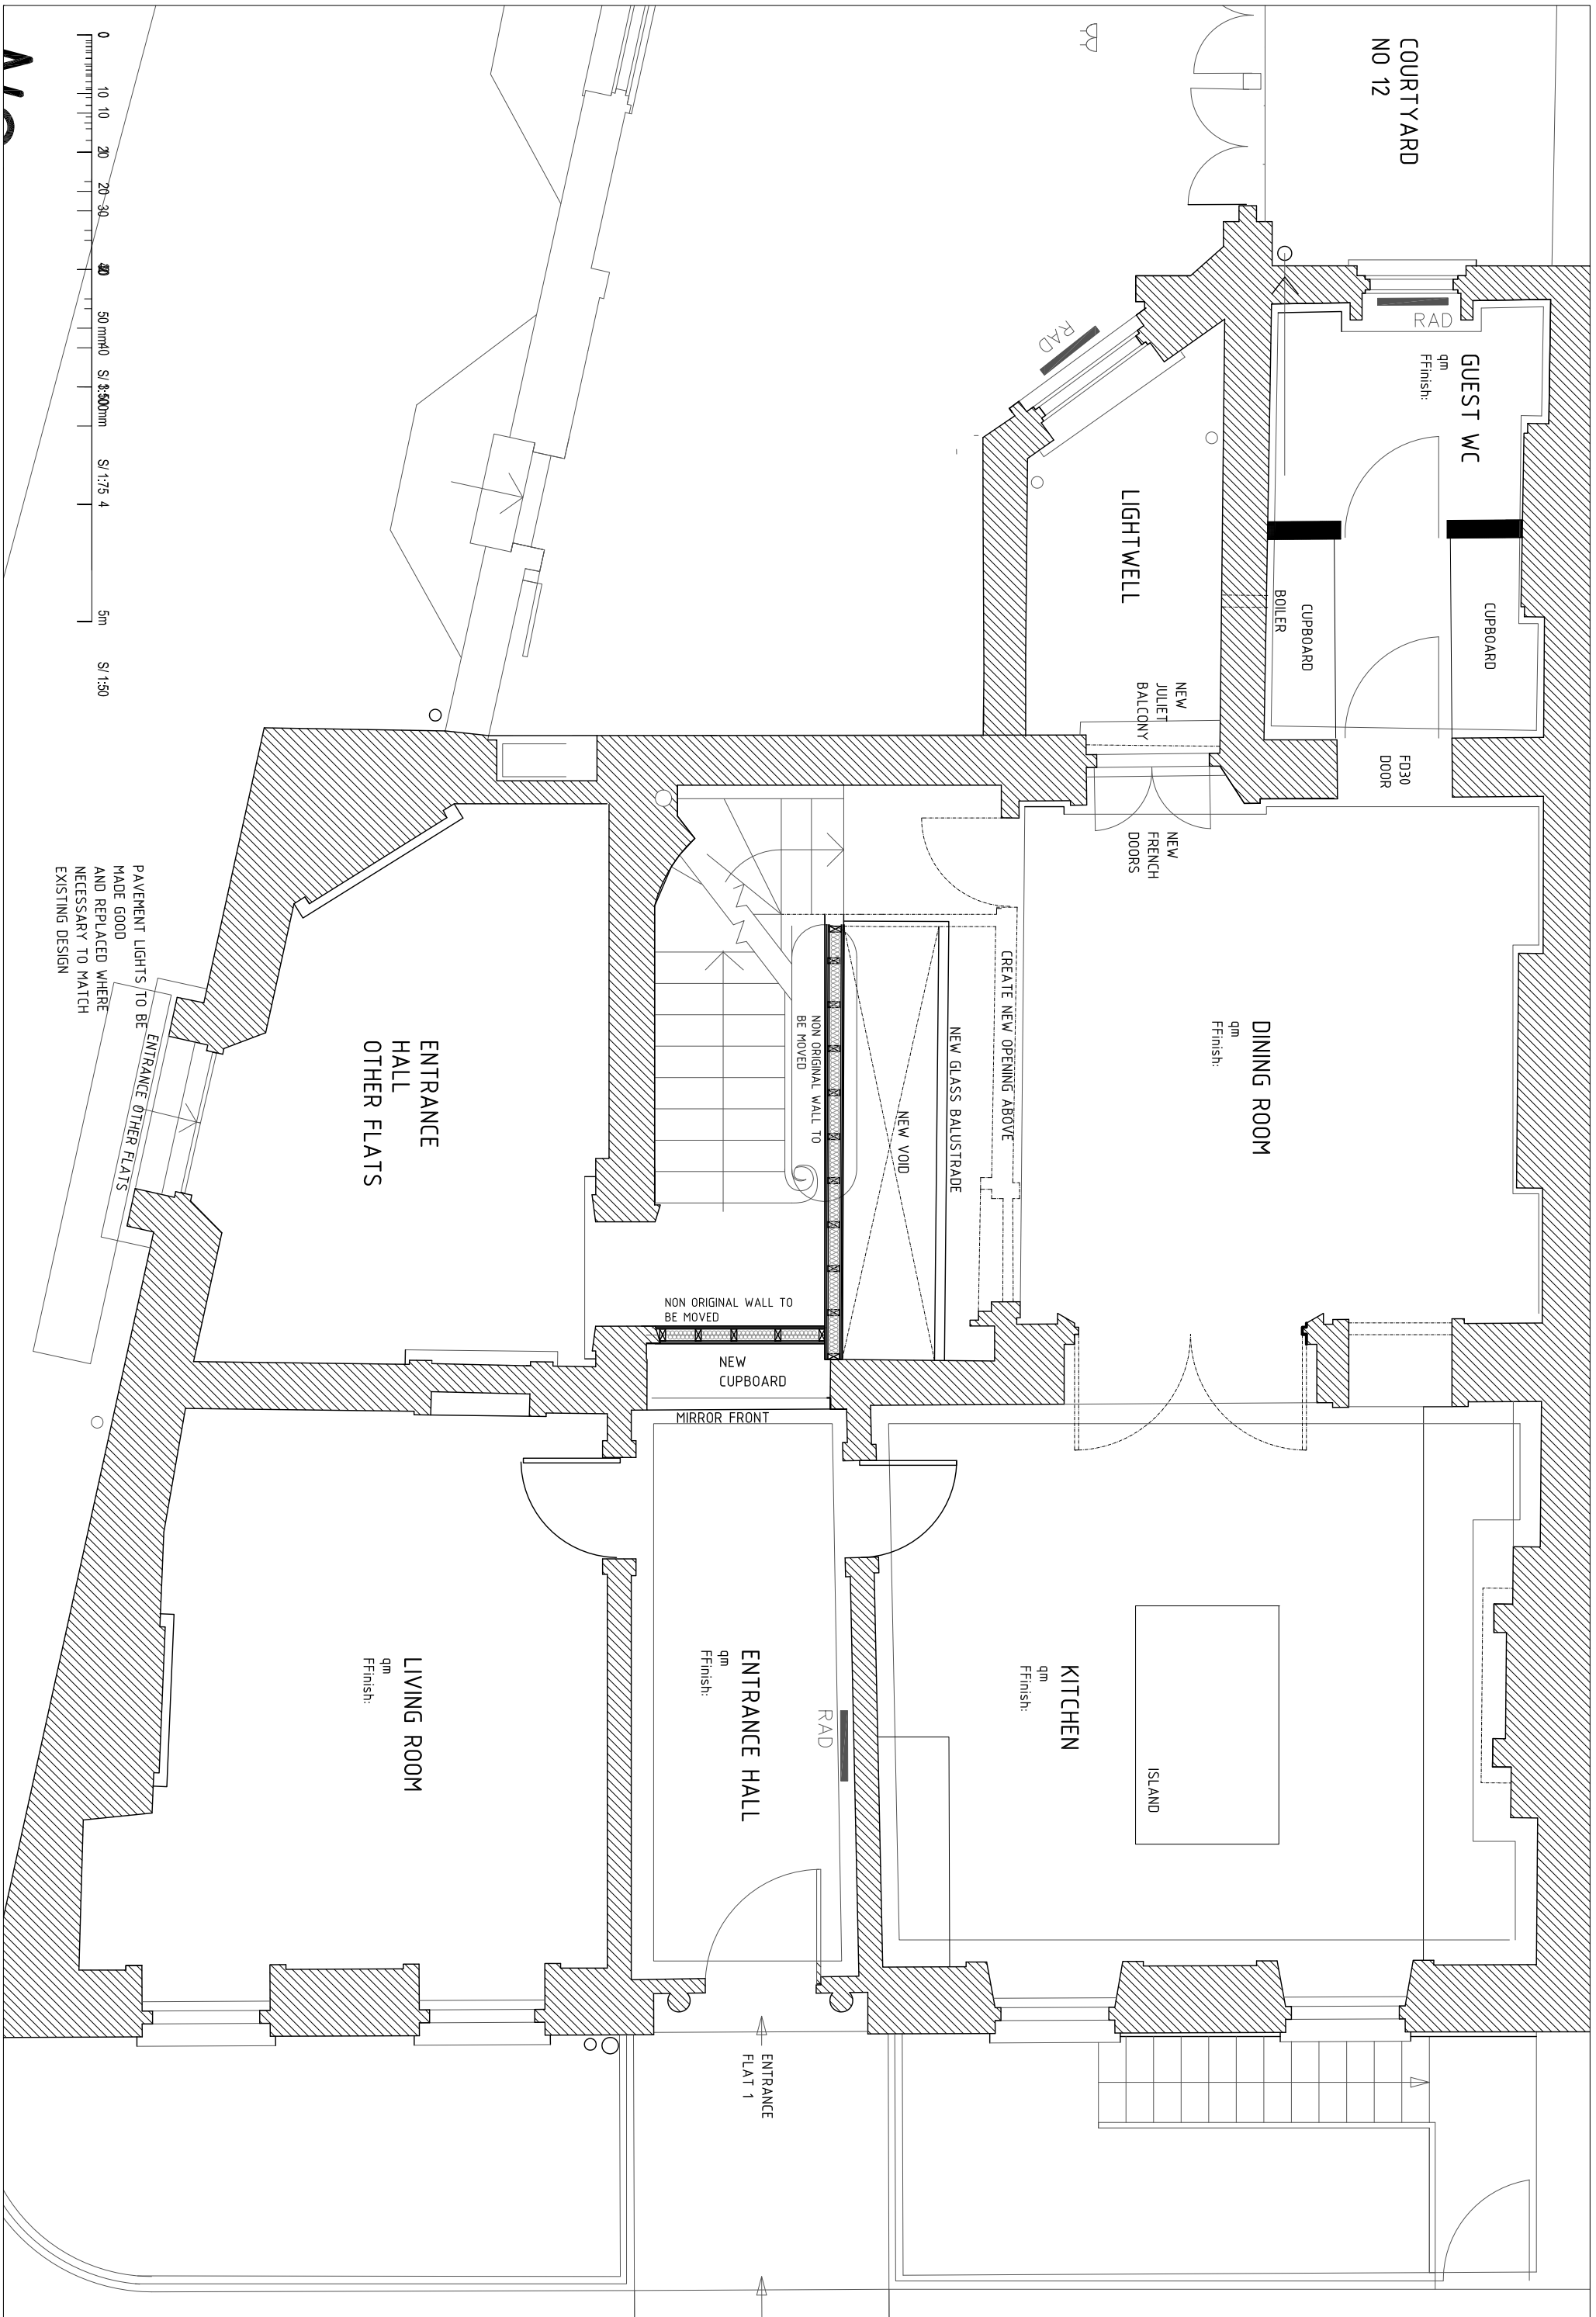 COURTYARD
NO 12
RAD
GUEST WC
qm
FFinish:
CUPBOARD
CUPBOARD
BOILER
FD30
DOOR
RAD
LIGHTWELL
NEW
JULIET
BALCONY
NEW
FRENCH
DOORS
DINING ROOM
qm
FFinish:
CREATE NEW OPENING ABOVE
NEW GLASS BALUSTRADE
NEW VOID
NON ORIGINAL WALL TO
BE MOVED
NON ORIGINAL WALL TO
BE MOVED
NEW
CUPBOARD
MIRROR FRONT
ENTRANCE
HALL
OTHER FLATS
ENTRANCE OTHER FLATS
PAVEMENT LIGHTS TO BE
MADE GOOD
AND REPLACED WHERE
NECESSARY TO MATCH
EXISTING DESIGN
KITCHEN
qm
FFinish:
ISLAND
RAD
ENTRANCE HALL
qm
FFinish:
LIVING ROOM
qm
FFinish:
ENTRANCE
FLAT 1
0 10 10 20 20 30 50 mm 40 S/ 1:75 4 5m S/ 1:50